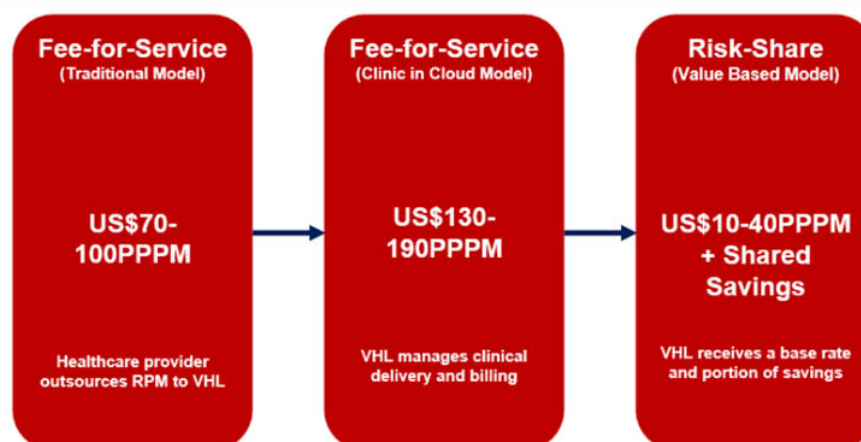 Fee-for-Service
(Traditional Model)
US$70-
100PPPM
Healthcare provider
outsources RPM to VHL
Fee-for-Service
(Clinic in Cloud Model)
US$130-
190PPPM
VHL manages clinical
delivery and billing
Risk-Share
(Value Based Model)
US$10-40PPPM
+ Shared
Savings
VHL receives a base rate
and portion of savings